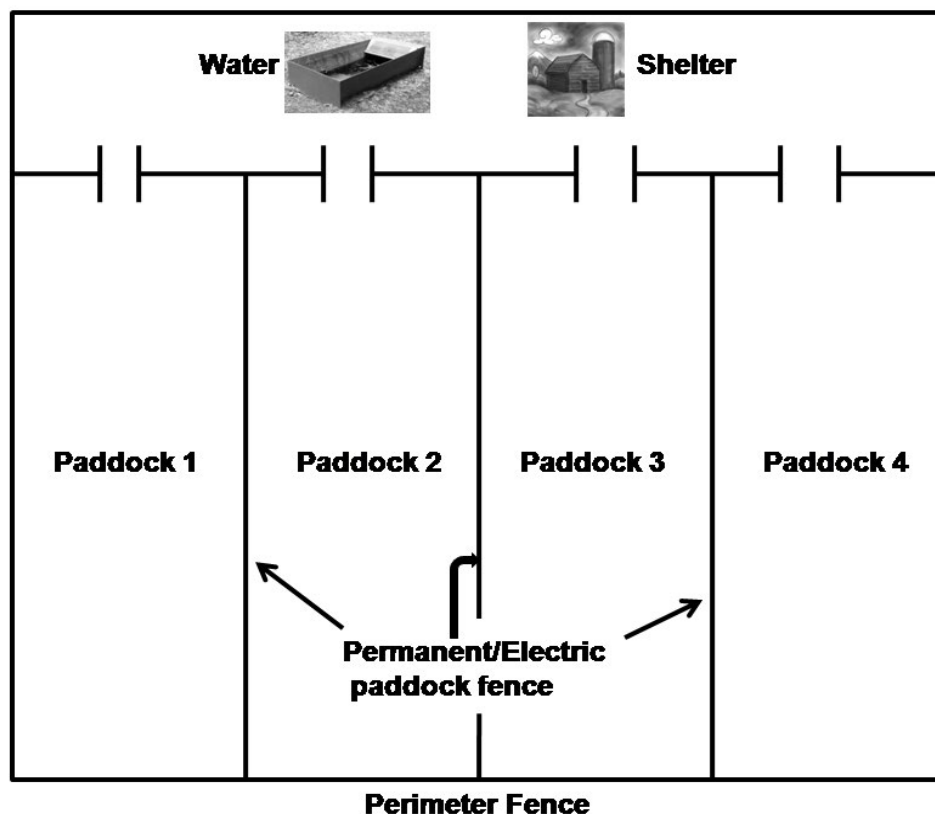 Water
Shelter
Paddock 1
Paddock 2
Paddock 3
Paddock 4
Permanent/Electric
paddock fence
Perimeter Fence